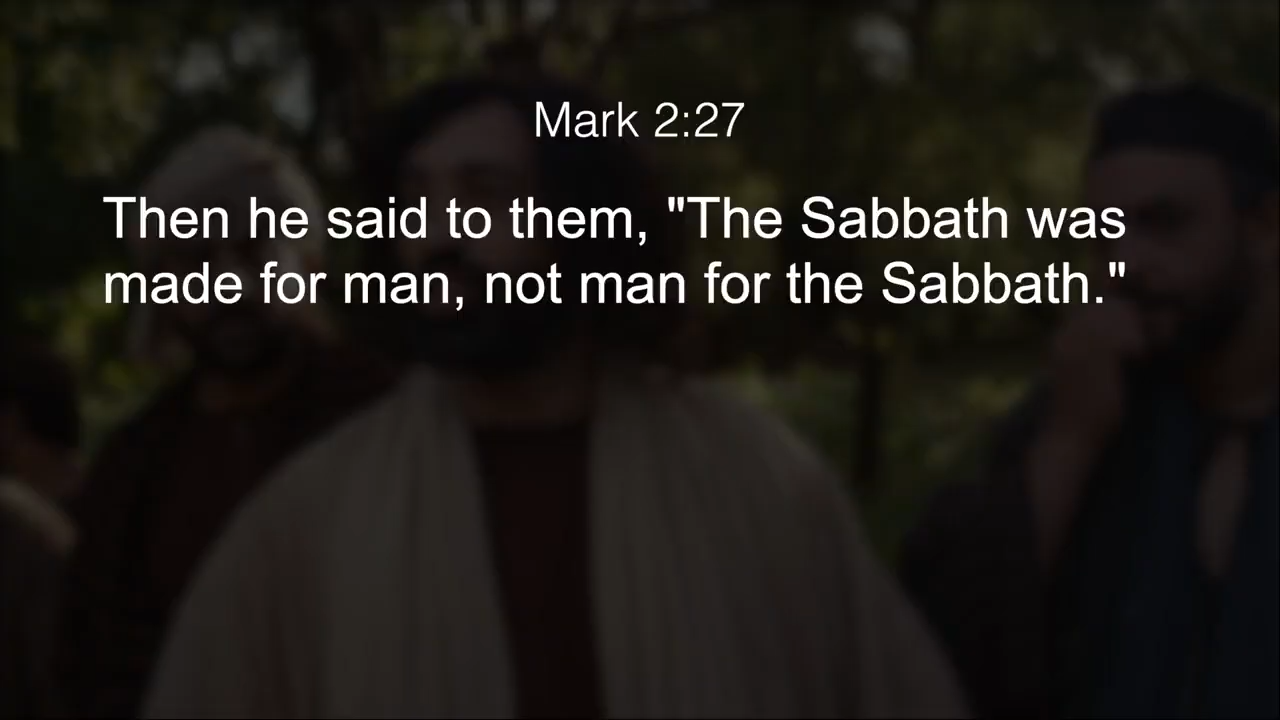 Mark 2:27
Then he said to them, "The Sabbath was
made for man, not man for the Sabbath."